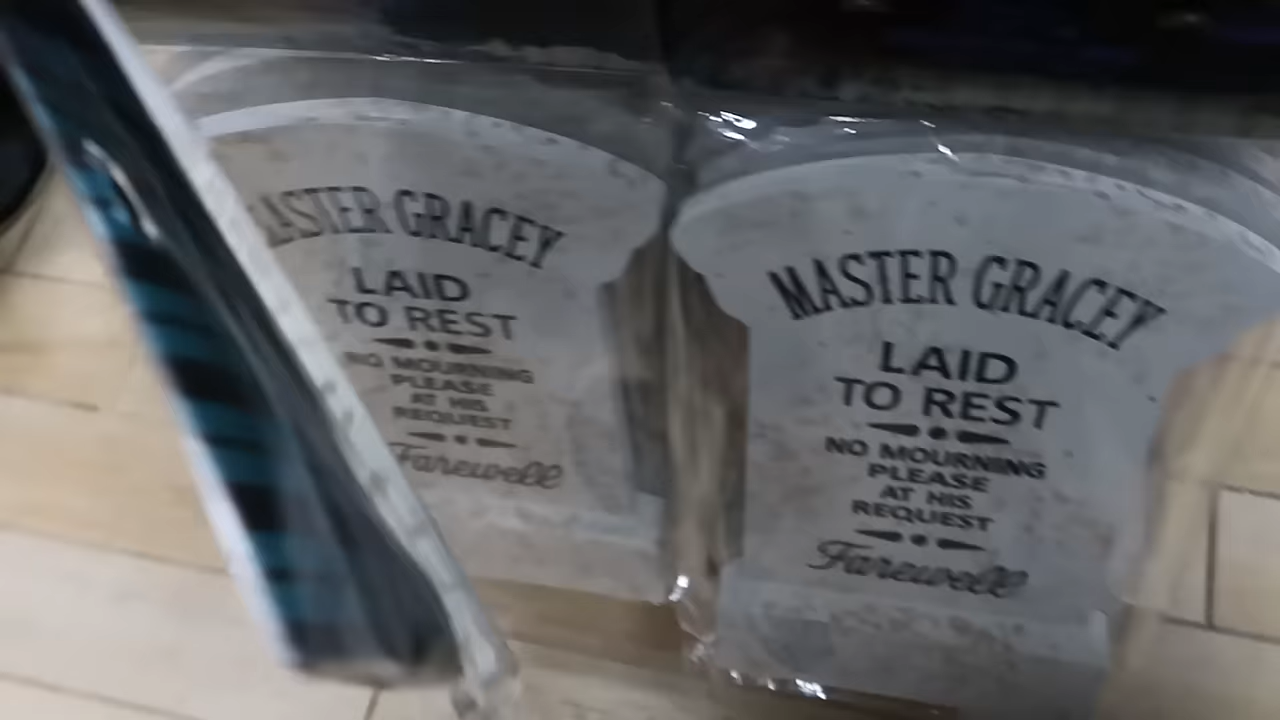 MASTER GRACEY
LAID
TO REST
NO MOURNING
PLEASE
AT HIS
REQUEST
Farewell
MASTER GRACEY
LAID
TO REST
NO MOURNING
PLEASE
AT HIS
REQUEST
Farewell